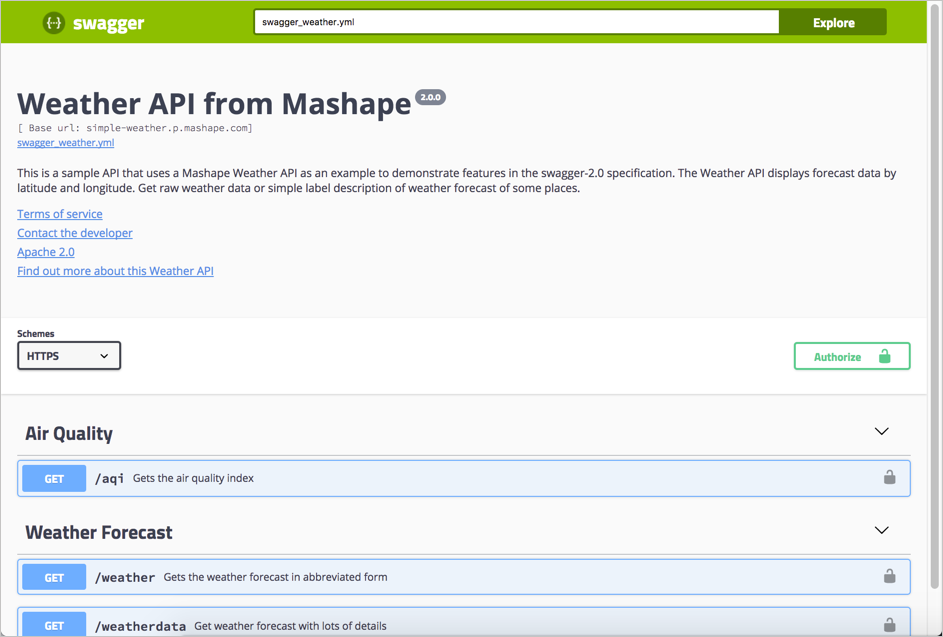 {···} swagger
swagger_weather.yml
Explore
Weather API from Mashape 2.0.0
[ Base url: simple-weather.p.mashape.com]
swagger_weather.yml
This is a sample API that uses a Mashape Weather API as an example to demonstrate features in the swagger-2.0 specification. The Weather API displays forecast data by
latitude and longitude. Get raw weather data or simple label description of weather forecast of some places.
Terms of service
Contact the developer
Apache 2.0
Find out more about this Weather API
Schemes
HTTPS
Authorize
Air Quality
GET /aqi Gets the air quality index
Weather Forecast
GET /weather Gets the weather forecast in abbreviated form
GET /weatherdata Get weather forecast with lots of details